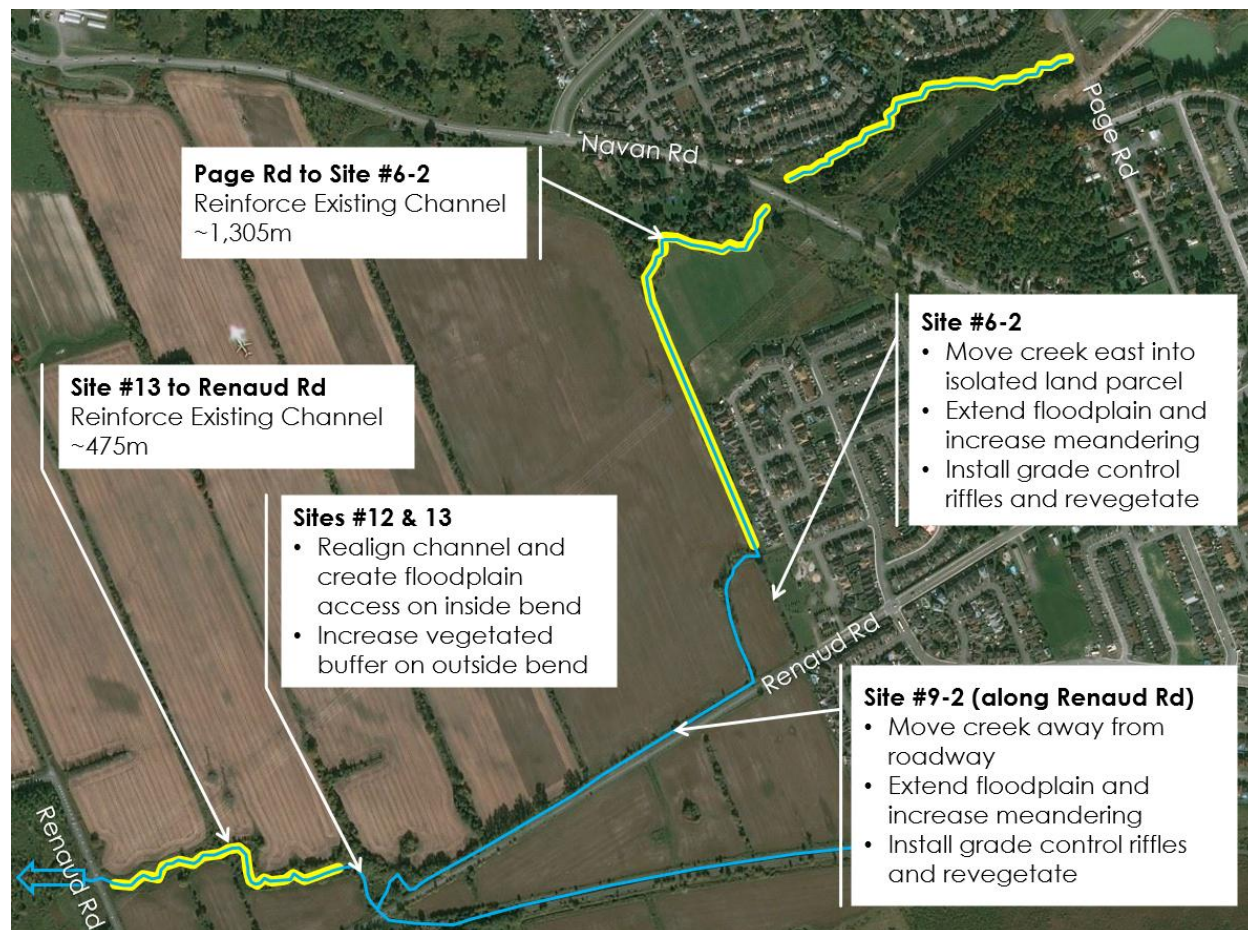 Navan Rd
Page Rd
Page Rd to Site #6-2
Reinforce Existing Channel
~1,305m
Site #6-2
• Move creek east into
isolated land parcel
• Extend floodplain and
increase meandering
• Install grade control
riffles and revegetate
Site #13 to Renaud Rd
Reinforce Existing Channel
~475m
Sites #12 & 13
• Realign channel and
create floodplain
access on inside bend
• Increase vegetated
buffer on outside bend
Renaud Rd
Site #9-2 (along Renaud Rd)
• Move creek away from
roadway
• Extend floodplain and
increase meandering
• Install grade control riffles
and revegetate
Renaud Rd